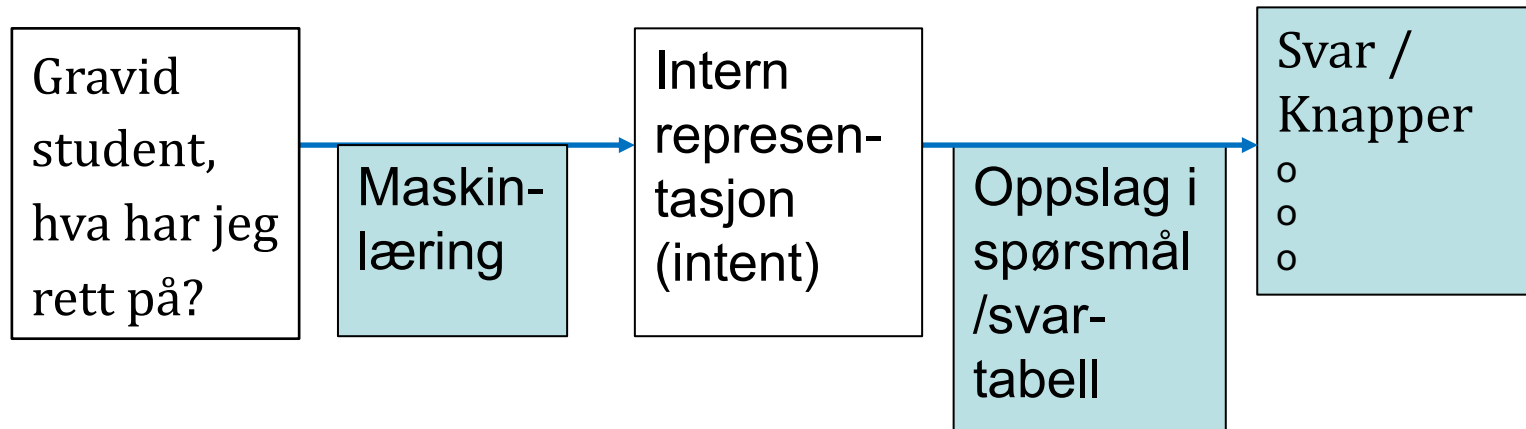 Gravid
student,
hva har jeg
rett på?
Maskin-
læring
Intern
represen-
tasjon
(intent)
Oppslag i
spørsmål
/svar-
tabell
Svar /
Knapper
o
o
o